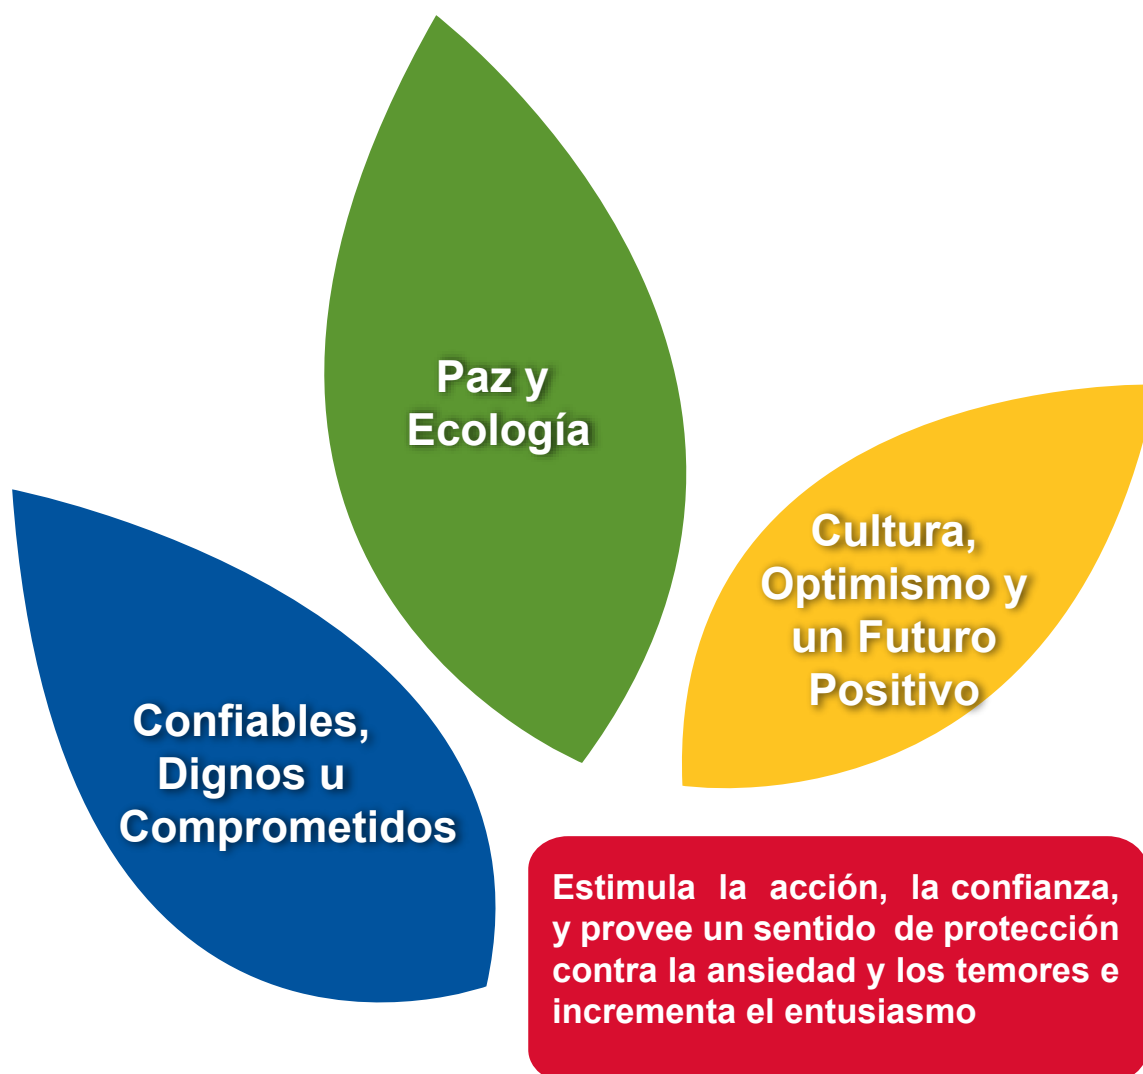 Paz y
Ecología
Cultura,
Optimismo y
un Futuro
Positivo
Confiables,
Dignos u
Comprometidos
Estimula la acción, la confianza,
y provee un sentido de protección
contra la ansiedad y los temores e
incrementa el entusiasmo